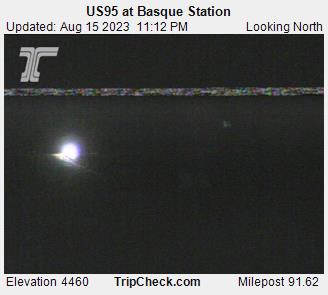 US95 at Basque Station
Updated: Aug 15 2023 11:12 PM Looking North
Elevation 4460 TripCheck.com Milepost 91.62